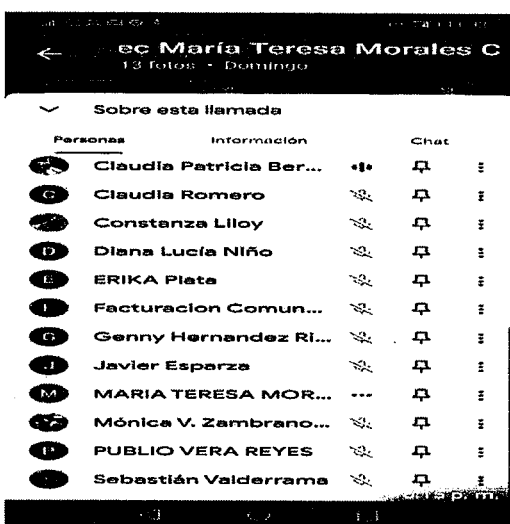 ec María Teresa Morales C
13 fotos • Domingo
Sobre esta llamada
Personas Información Chat
Claudia Patricia Ber...
G Claudia Romero
Constanza Liloy
D Diana Lucía Niño
E ERIKA Plata
F Facturacion Comun...
G Genny Hernandez Ri...
J Javier Esparza
M MARIA TERESA MOR...
Mónica V. Zambrano...
P PUBLIO VERA REYES
Sebastián Valderrama
p. m.